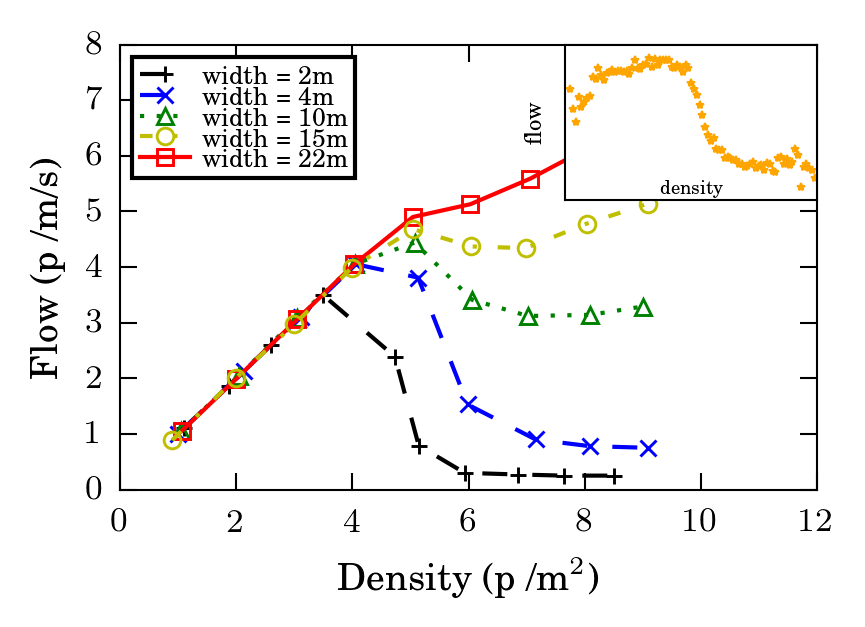 8
7
6
5
4
3
2
1
0
Flow (p /m/s)
width = 2m
width = 4m
width = 10m
width = 15m
width = 22m
flow
density
0 2 4 6 8 10 12
Density (p /m²)